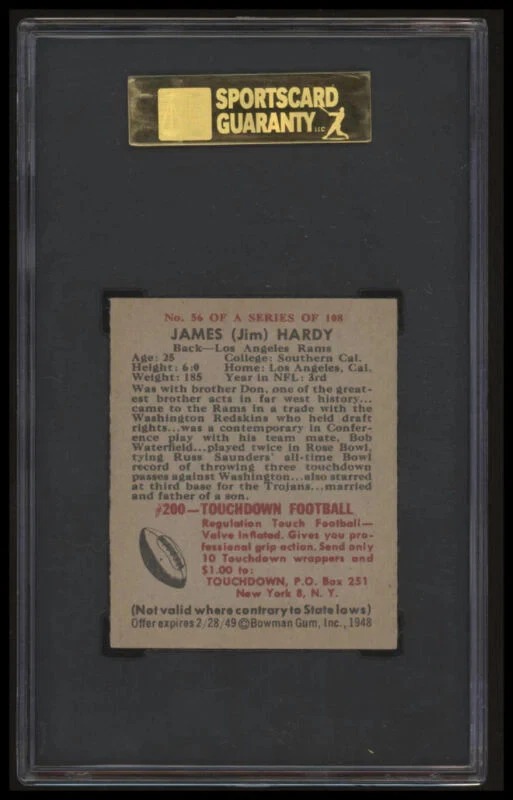 SPORTSCARD
GUARANTY LLC
No. 56 OF A SERIES OF 108
JAMES (Jim) HARDY
Back—Los Angeles Rams
Age: 25 College: Southern Cal.
Height: 6:0 Home: Los Angeles, Cal.
Weight: 185 Year in NFL: 3rd
Was with brother Don, one of the great-
est brother acts in far west history...
came to the Rams in a trade with the
Washington Redskins who held draft
rights...was a contemporary in Confer-
ence play with his team mate, Bob
Waterfield...played twice in Rose Bowl,
tying Russ Saunders' all-time Bowl
record of throwing three touchdown
passes against Washington...also starred
at third base for the Trojans...married
and father of a son.
#200—TOUCHDOWN FOOTBALL
Regulation Touch Football—
Valve Inflated. Gives you pro-
fessional grip action. Send only
10 Touchdown wrappers and
$1.00 to:
TOUCHDOWN, P.O. Box 251
New York 8, N. Y.
(Not valid where contrary to State laws)
Offer expires 2/28/49 ©Bowman Gum, Inc., 1948